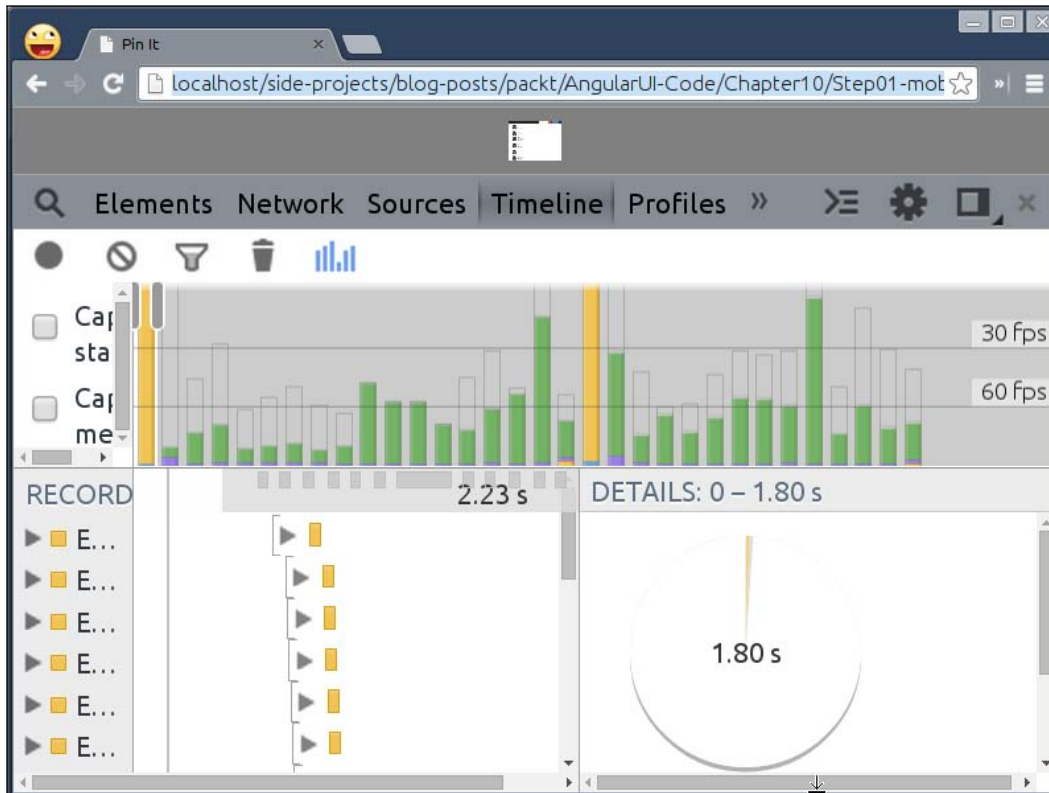 Pin It
localhost/side-projects/blog-posts/packt/AngularUI-Code/Chapter10/Step01-mob
Elements Network Sources Timeline Profiles
Cap
sta
Cap
me
30 fps
60 fps
RECORD
2.23 s
DETAILS: 0 – 1.80 s
E...
E...
E...
E...
E...
E...
1.80 s